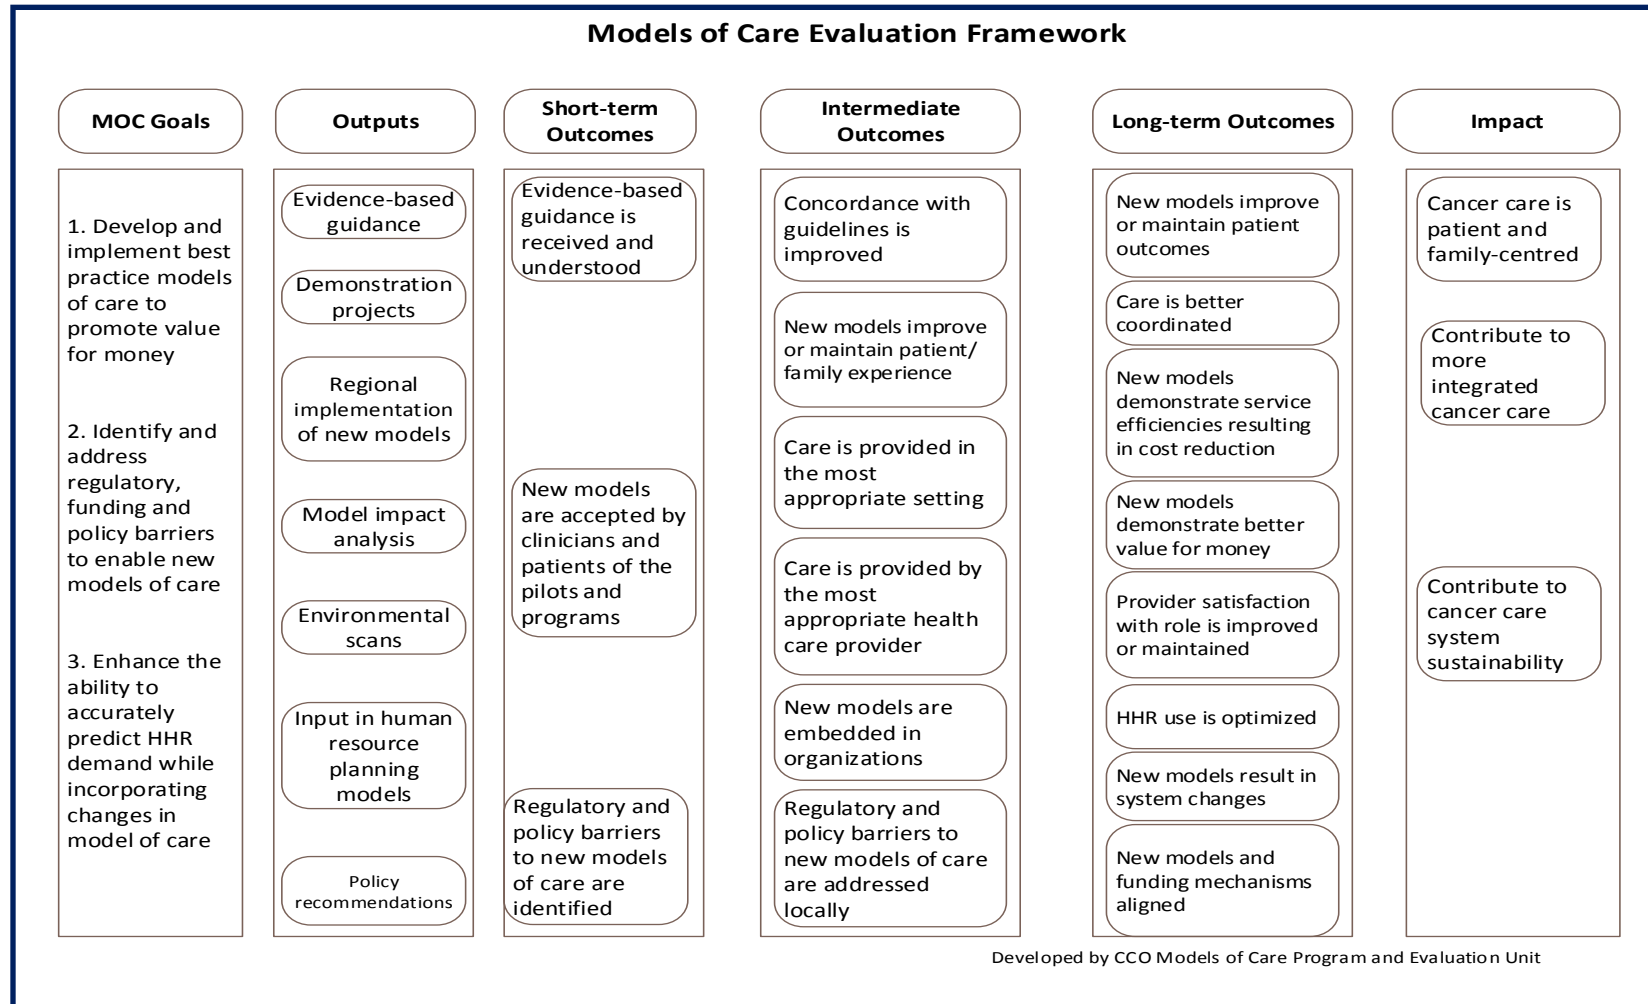 Models of Care Evaluation Framework
MOC Goals
Outputs
Short-term
Outcomes
Intermediate
Outcomes
Long-term Outcomes
Impact
1. Develop and
implement best
practice models
of care to
promote value
for money
2. Identify and
address
regulatory,
funding and
policy barriers
to enable new
models of care
3. Enhance the
ability to
accurately
predict HHR
demand while
incorporating
changes in
model of care
Evidence-based
guidance
Demonstration
projects
Regional
implementation
of new models
Model impact
analysis
Environmental
scans
Input in human
resource
planning
models
Policy
recommendations
Evidence-based
guidance is
received and
understood
New models
are accepted by
clinicians and
patients of the
pilots and
programs
Regulatory and
policy barriers
to new models
of care are
identified
Concordance with
guidelines is
improved
New models improve
or maintain patient/
family experience
Care is provided in
the most
appropriate setting
Care is provided by
the most
appropriate health
care provider
New models are
embedded in
organizations
Regulatory and
policy barriers to
new models of care
are addressed
locally
New models improve
or maintain patient
outcomes
Care is better
coordinated
New models
demonstrate service
efficiencies resulting
in cost reduction
New models
demonstrate better
value for money
Provider satisfaction
with role is improved
or maintained
HHR use is optimized
New models result in
system changes
New models and
funding mechanisms
aligned
Cancer care is
patient and
family-centred
Contribute to
more
integrated
cancer care
Contribute to
cancer care
system
sustainability
Developed by CCO Models of Care Program and Evaluation Unit